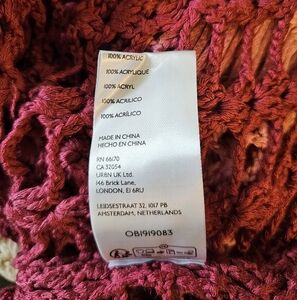 100% ACRYLIC
100% ACRYLIQUE
100% ACRYL
100% ACRILICO
100% ACRÍLICO
MADE IN CHINA
HECHO EN CHINA
RN 66170
CA 32054
URBN UK Ltd.
146 Brick Lane,
LONDON, E1 6RU
LEIDSESTRAAT 32, 1017 PB
AMSTERDAM, NETHERLANDS
OB1919083